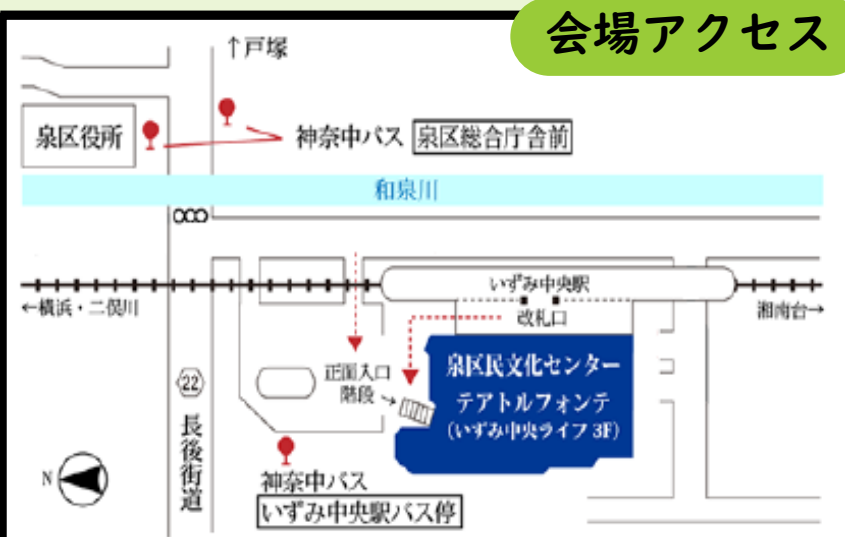 会場アクセス
↑戸塚
泉区役所
神奈中バス 泉区総合庁舎前
和泉川
いずみ中央駅
←横浜・二俣川
改札口
湘南台→
正面入口
階段→
泉区民文化センター
テアトルフォンテ
(いずみ中央ライフ 3F)
22
長後街道
N
神奈中バス
いずみ中央駅バス停